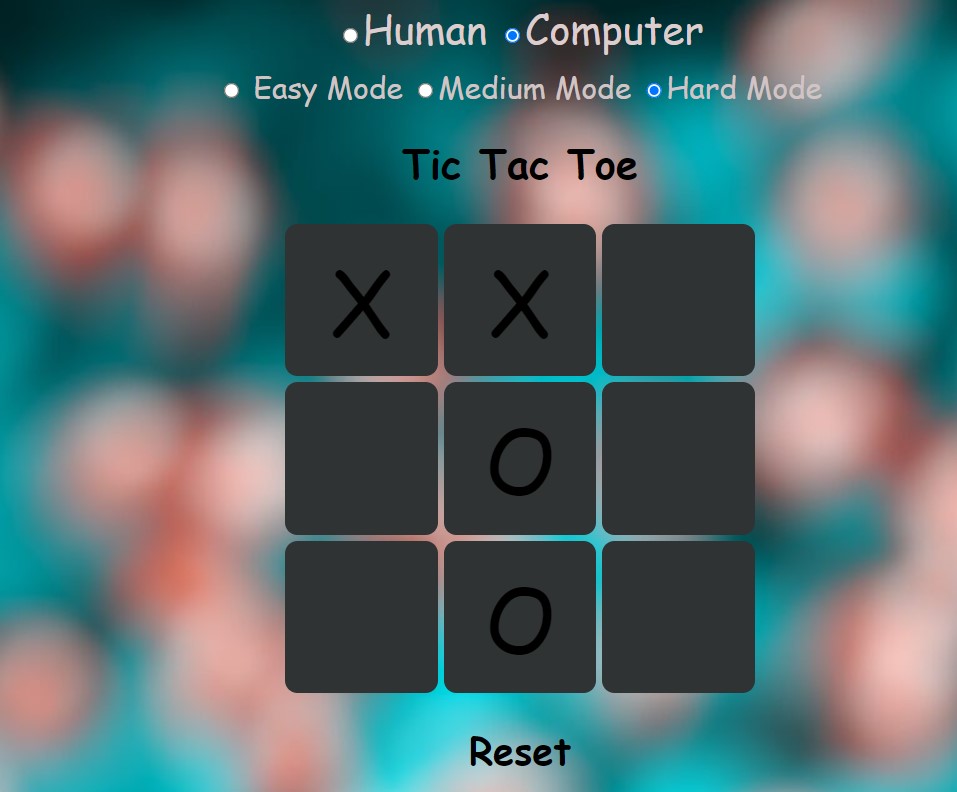 Human Computer
Easy Mode Medium Mode Hard Mode
Tic Tac Toe
X X
O
O
Reset